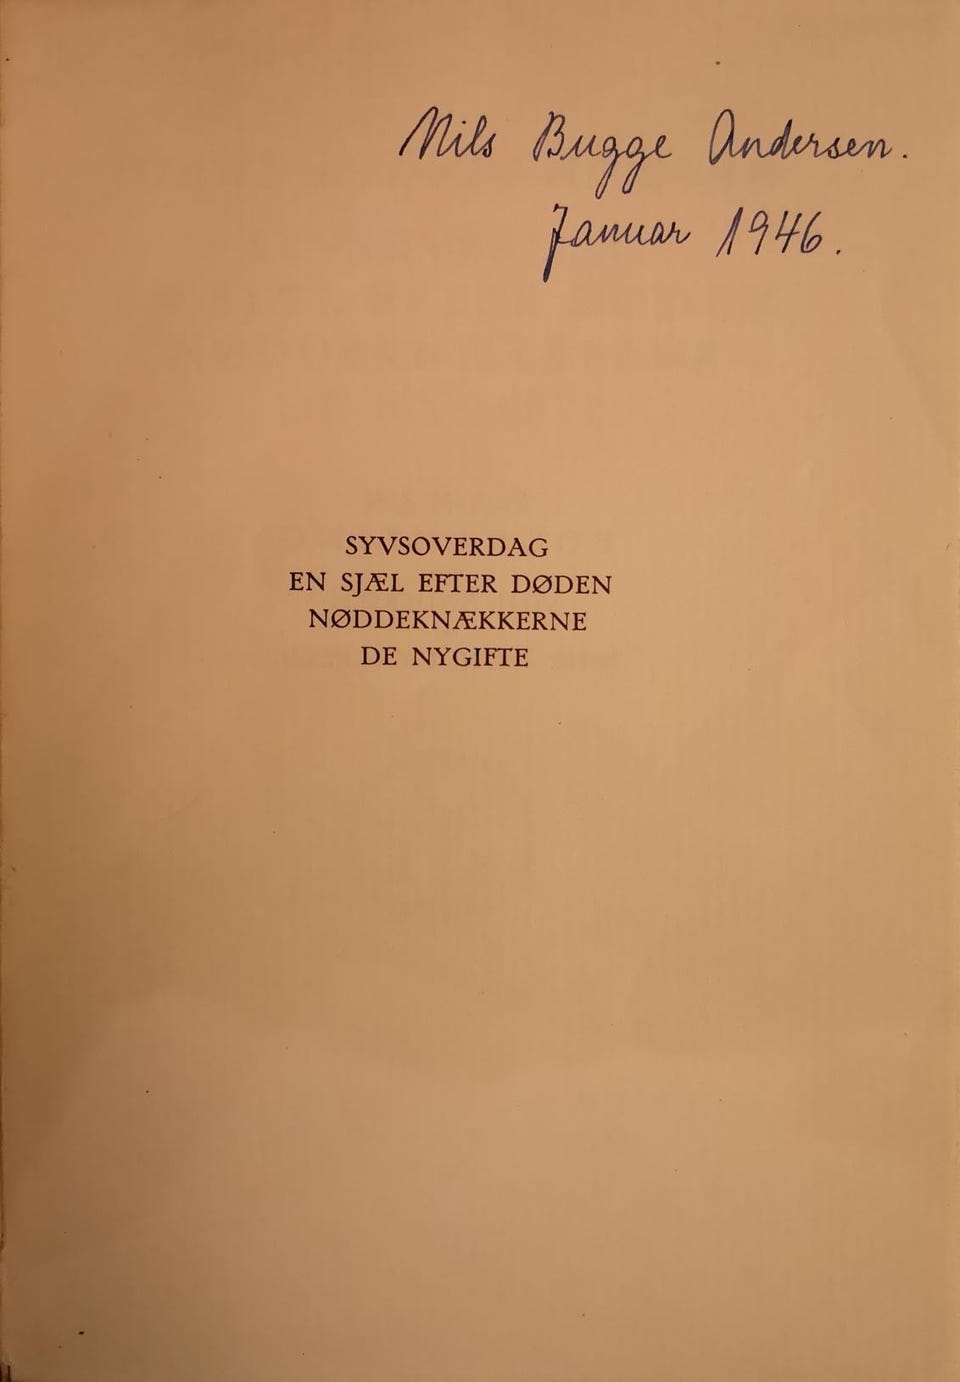 Nils Bugge Andersen.
Januar 1946.
SYVSOVERDAG
EN SJÆL EFTER DØDEN
NØDDEKNÆKKERNE
DE NYGIFTE